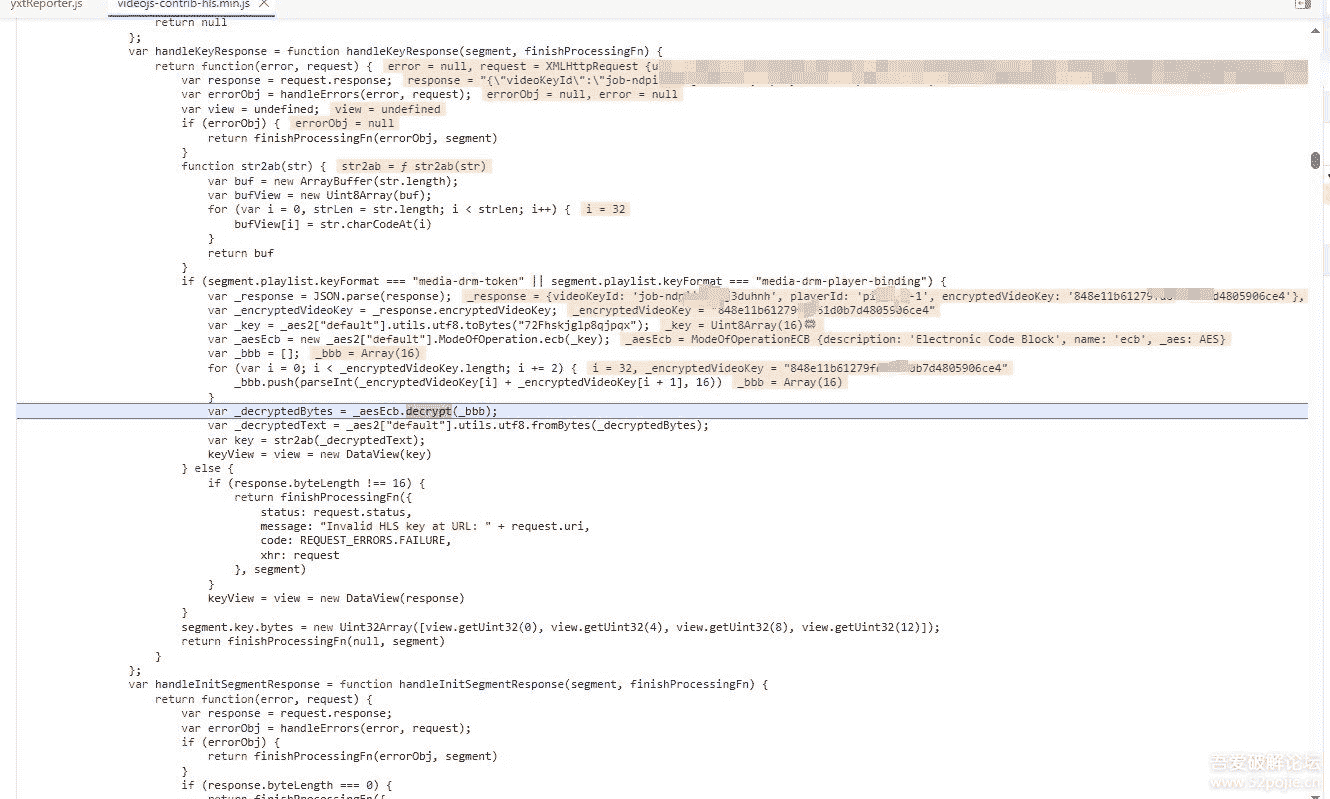 yxtReporter.js videojs-contrib-hls.min.js ×
return null
};
var handleKeyResponse = function handleKeyResponse(segment, finishProcessingFn) {
return function(error, request) { error = null, request = XMLHttpRequest {u
var response = request.response; response = "{\"videoKeyId\":\"job-ndpi
var errorObj = handleErrors(error, request); errorObj = null, error = null
var view = undefined; view = undefined
if (errorObj) { errorObj = null
return finishProcessingFn(errorObj, segment)
}
function str2ab(str) { str2ab = ƒ str2ab(str)
var buf = new ArrayBuffer(str.length);
var bufView = new Uint8Array(buf);
for (var i = 0, strLen = str.length; i < strLen; i++) { i = 32
bufView[i] = str.charCodeAt(i)
}
return buf
}
if (segment.playlist.keyFormat === "media-drm-token" || segment.playlist.keyFormat === "media-drm-player-binding") {
var _response = JSON.parse(response); _response = {videoKeyId: 'job-ndp 3duhnh', playerId: 'pi -1', encryptedVideoKey: '848e11b61279 d4805906ce4'},
var _encryptedVideoKey = _response.encryptedVideoKey; _encryptedVideoKey = "848e11b61279 61d0b7d4805906ce4"
var _key = _aes2["default"].utils.utf8.toBytes("72Fhskjglp8qjpqx"); _key = Uint8Array(16)
var _aesEcb = new _aes2["default"].ModeOfOperation.ecb(_key); _aesEcb = ModeOfOperationECB {description: 'Electronic Code Block', name: 'ecb', _aes: AES}
var _bbb = []; _bbb = Array(16)
for (var i = 0; i < _encryptedVideoKey.length; i += 2) { i = 32, _encryptedVideoKey = "848e11b61279f b7d4805906ce4"
_bbb.push(parseInt(_encryptedVideoKey[i] + _encryptedVideoKey[i + 1], 16)) _bbb = Array(16)
}
var _decryptedBytes = _aesEcb.decrypt(_bbb);
var _decryptedText = _aes2["default"].utils.utf8.fromBytes(_decryptedBytes);
var key = str2ab(_decryptedText);
keyView = view = new DataView(key)
} else {
if (response.byteLength !== 16) {
return finishProcessingFn({
status: request.status,
message: "Invalid HLS key at URL: " + request.uri,
code: REQUEST_ERRORS.FAILURE,
xhr: request
}, segment)
}
keyView = view = new DataView(response)
}
segment.key.bytes = new Uint32Array([view.getUint32(0), view.getUint32(4), view.getUint32(8), view.getUint32(12)]);
return finishProcessingFn(null, segment)
}
};
var handleInitSegmentResponse = function handleInitSegmentResponse(segment, finishProcessingFn) {
return function(error, request) {
var response = request.response;
var errorObj = handleErrors(error, request);
if (errorObj) {
return finishProcessingFn(errorObj, segment)
}
if (response.byteLength === 0) {
return finishProcessingFn({
吾爱破解论坛
www.52pojie.cn